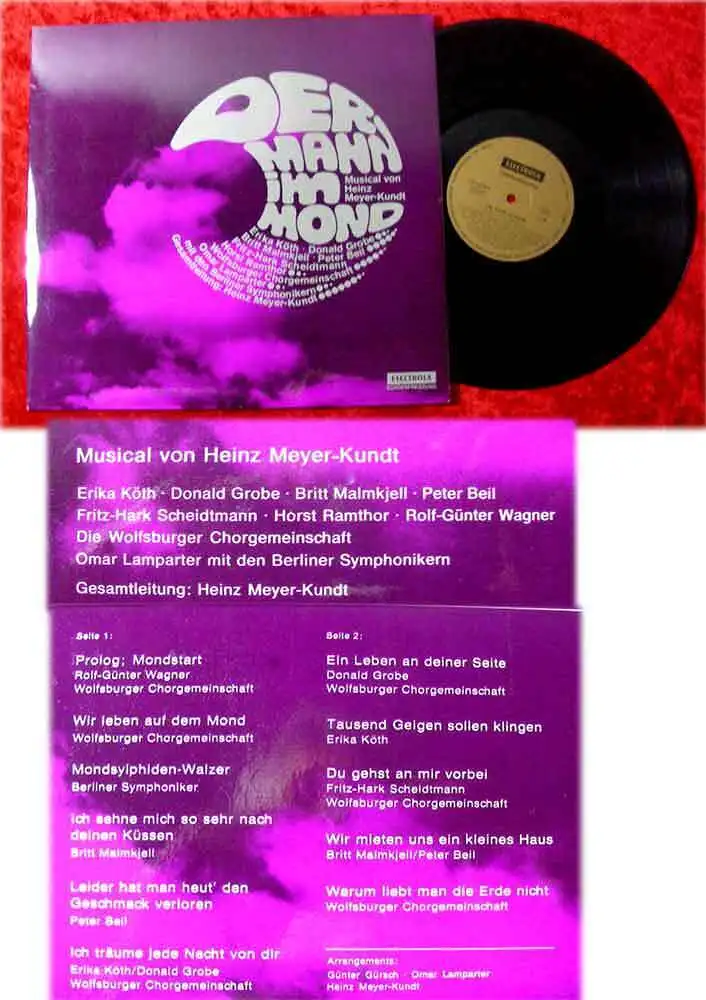 DER
MANN
im
MOND
Musical von
Heinz
Meyer-Kundt
Erika Köth · Donald Grobe
Britt Malmkjell · Peter Beil
Fritz-Hark Scheidtmann
Horst Ramthor
Wolfsburger Chorgemeinschaft
Omar Lamparter
mit den Berliner Symphonikern
Gesamtleitung: Heinz Meyer-Kundt
ELECTROLA
ELECTROLA
Musical von Heinz Meyer-Kundt
Erika Köth · Donald Grobe · Britt Malmkjell · Peter Beil
Fritz-Hark Scheidtmann · Horst Ramthor · Rolf-Günter Wagner
Die Wolfsburger Chorgemeinschaft
Omar Lamparter mit den Berliner Symphonikern
Gesamtleitung: Heinz Meyer-Kundt
Seite 1:
Prolog; Mondstart
Rolf-Günter Wagner
Wolfsburger Chorgemeinschaft
Wir leben auf dem Mond
Wolfsburger Chorgemeinschaft
Mondsylphiden-Walzer
Berliner Symphoniker
Ich sehne mich so sehr nach
deinen Küssen
Britt Malmkjell
Leider hat man heut' den
Geschmack verloren
Peter Beil
Ich träume jede Nacht von dir
Erika Köth/Donald Grobe
Wolfsburger Chorgemeinschaft
Seite 2:
Ein Leben an deiner Seite
Donald Grobe
Wolfsburger Chorgemeinschaft
Tausend Geigen sollen klingen
Erika Köth
Du gehst an mir vorbei
Fritz-Hark Scheidtmann
Wolfsburger Chorgemeinschaft
Wir mieten uns ein kleines Haus
Britt Malmkjell/Peter Beil
Warum liebt man die Erde nicht
Wolfsburger Chorgemeinschaft
Arrangements:
Günter Gürsch · Omar Lamparter
Heinz Meyer-Kundt